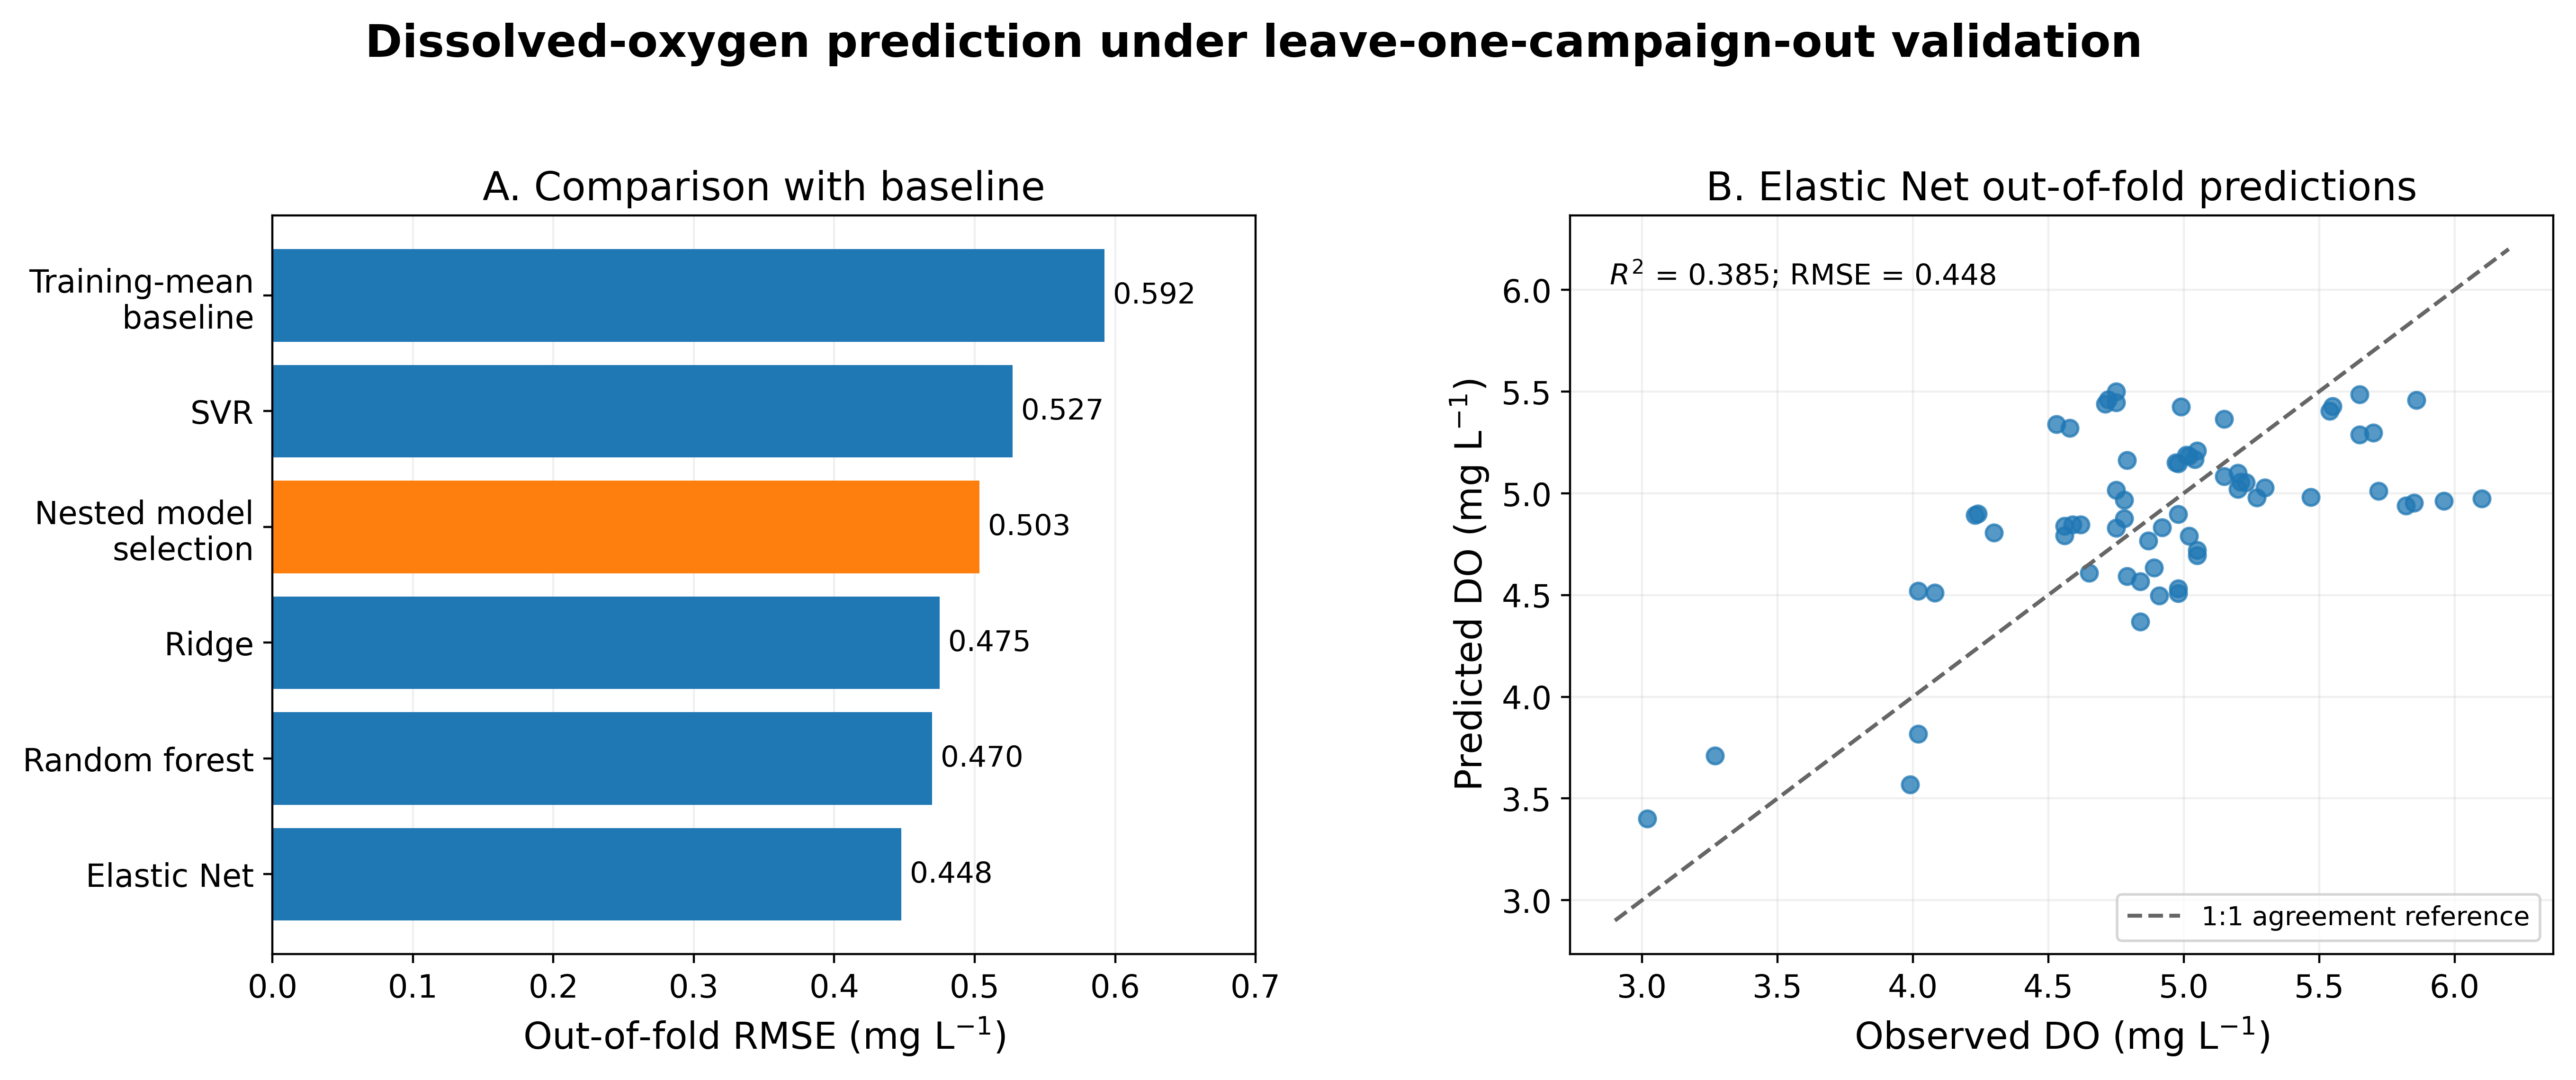 Dissolved-oxygen prediction under leave-one-campaign-out validation
A. Comparison with baseline
Training-mean
baseline
SVR
Nested model
selection
Ridge
Random forest
Elastic Net
0.592
0.527
0.503
0.475
0.470
0.448
0.0 0.1 0.2 0.3 0.4 0.5 0.6 0.7
Out-of-fold RMSE (mg L⁻¹)
B. Elastic Net out-of-fold predictions
R² = 0.385; RMSE = 0.448
Predicted DO (mg L⁻¹)
6.0
5.5
5.0
4.5
4.0
3.5
3.0
1:1 agreement reference
3.0 3.5 4.0 4.5 5.0 5.5 6.0
Observed DO (mg L⁻¹)